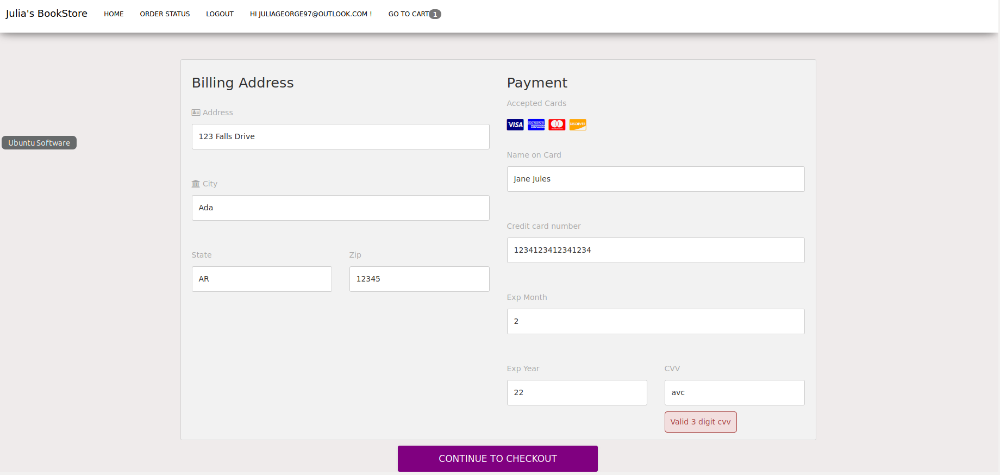 Julia's BookStore HOME ORDER STATUS LOGOUT HI JULIAGEORGE97@OUTLOOK.COM ! GO TO CART 1
Ubuntu Software
Billing Address
Address
123 Falls Drive
City
Ada
State Zip
AR 12345
Payment
Accepted Cards
VISA AMERICAN EXPRESS mastercard DISCOVER
Name on Card
Jane Jules
Credit card number
1234123412341234
Exp Month
2
Exp Year CVV
22 avc
Valid 3 digit cvv
CONTINUE TO CHECKOUT